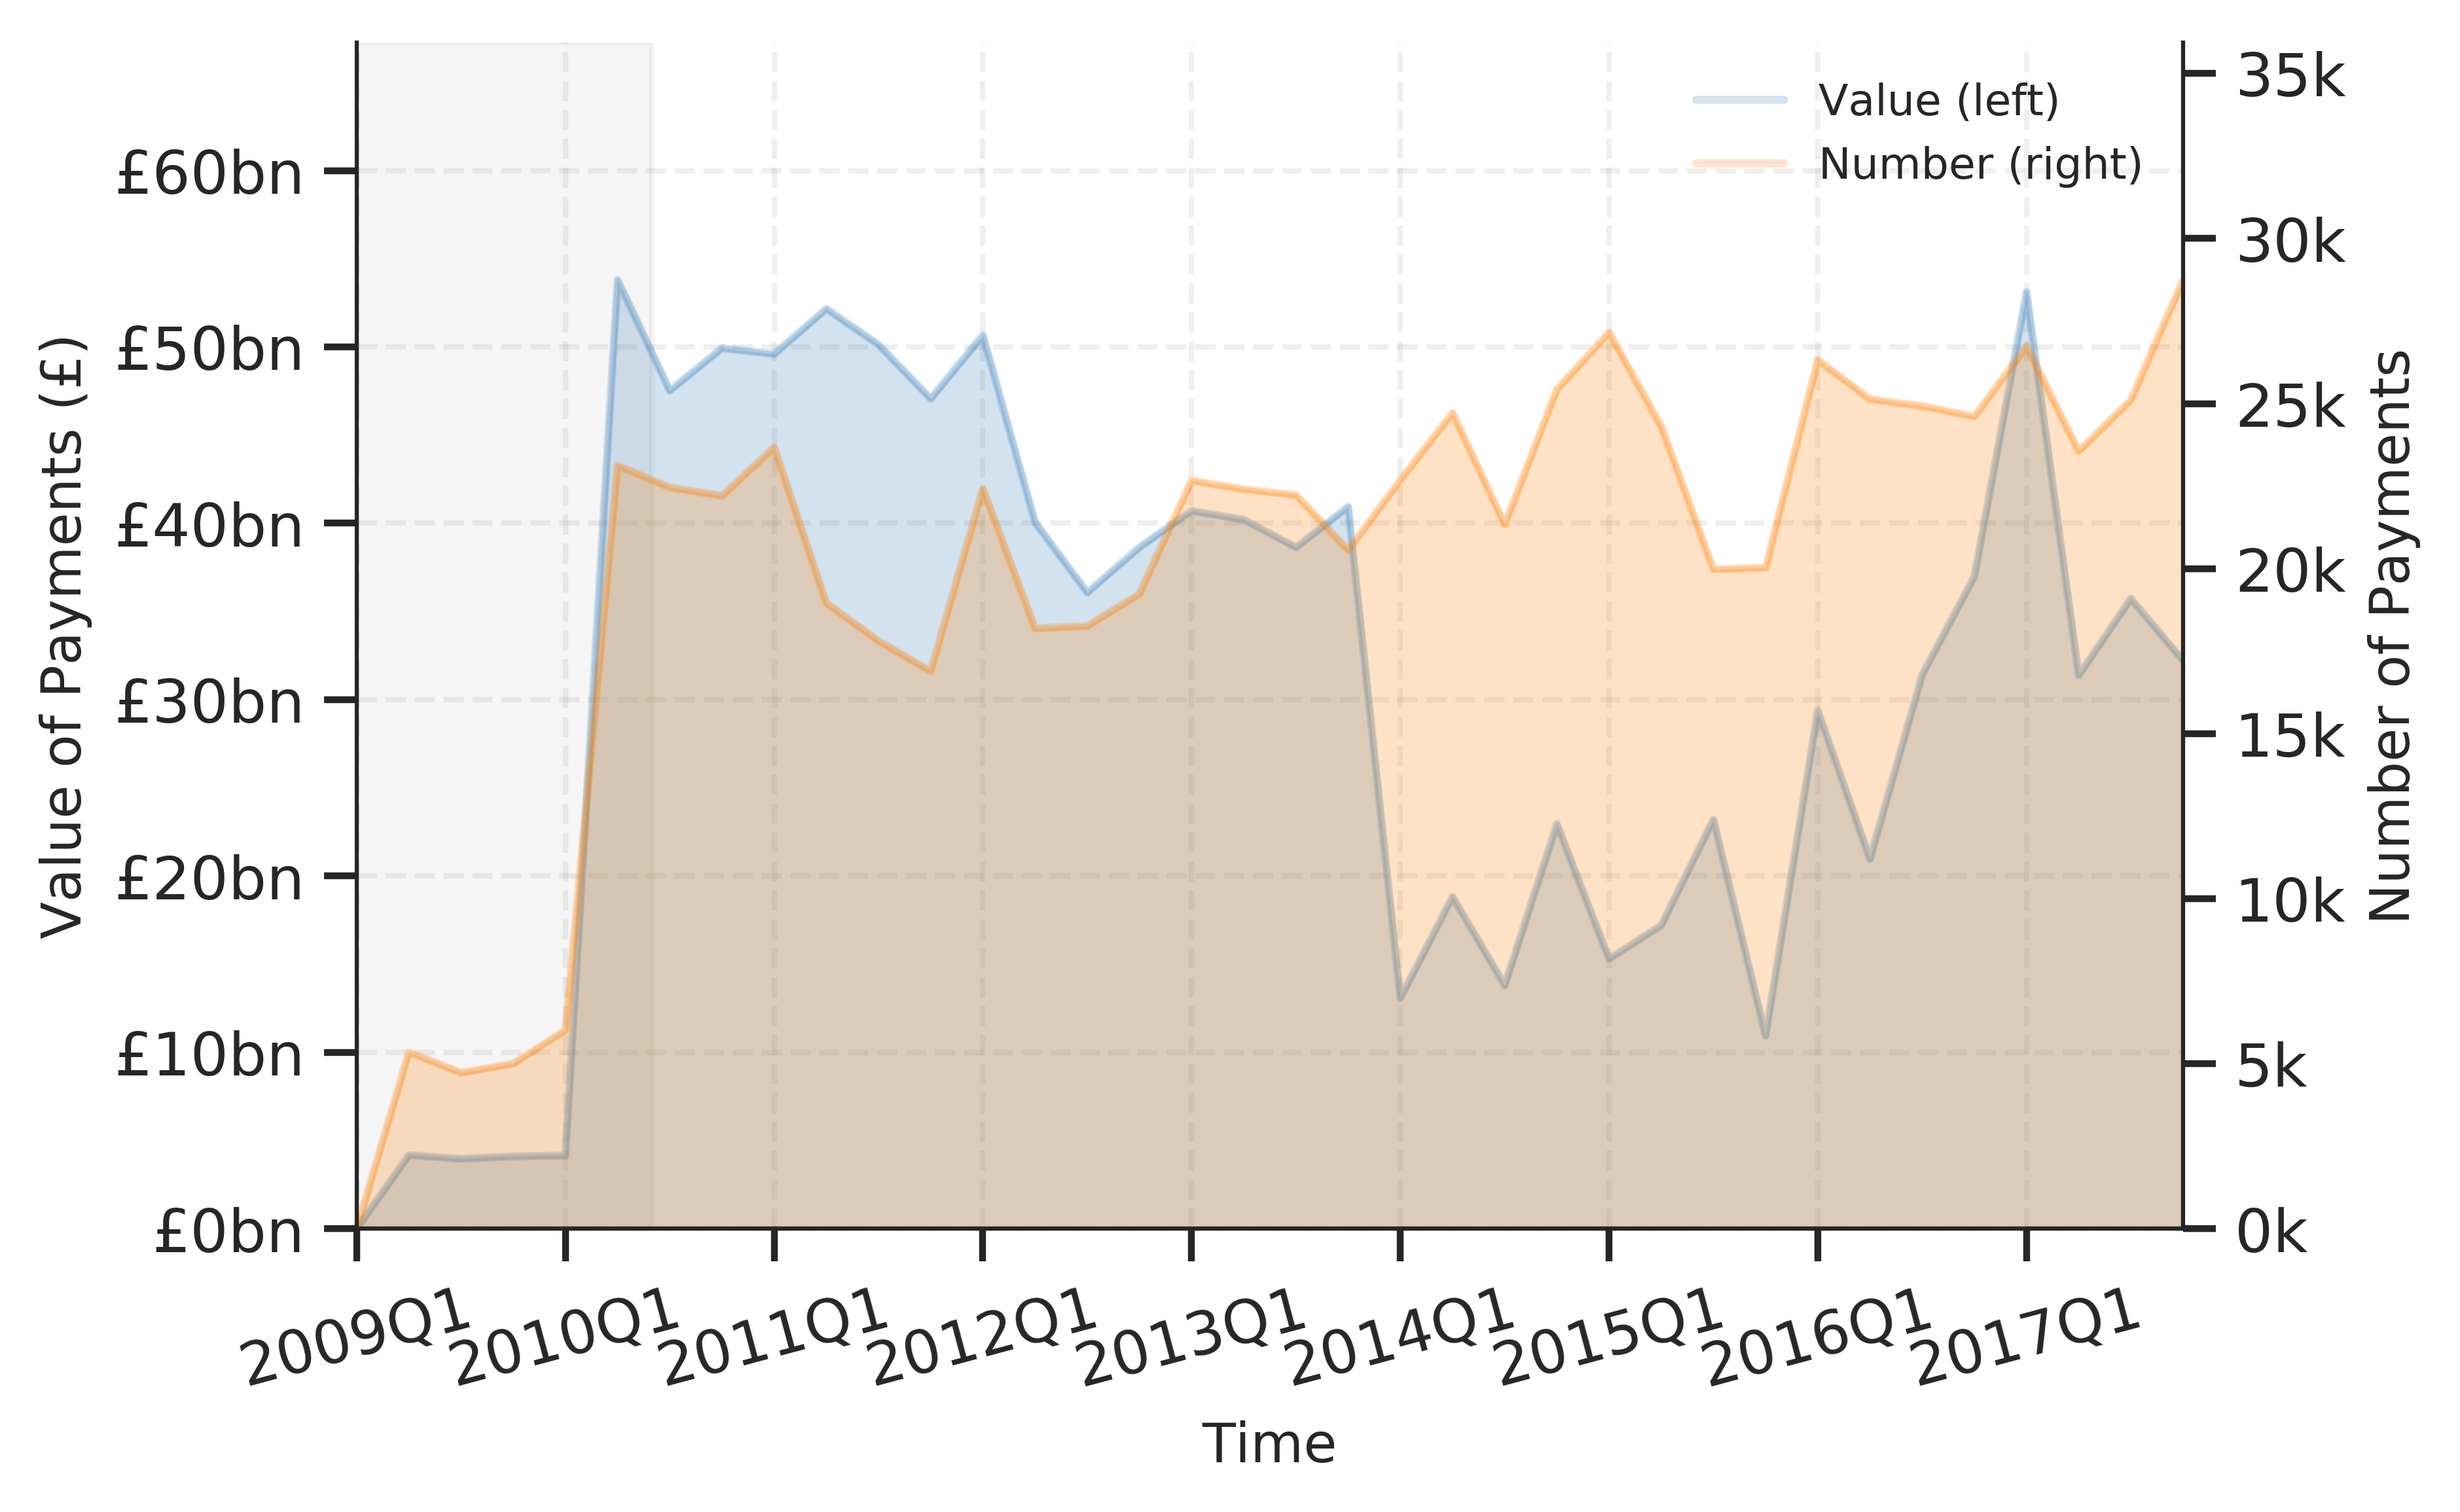 Value (left)
Number (right)
Value of Payments (£)
£60bn
£50bn
£40bn
£30bn
£20bn
£10bn
£0bn
35k
30k
25k
20k
15k
10k
5k
0k
Number of Payments
2009Q1
2010Q1
2011Q1
2012Q1
2013Q1
2014Q1
2015Q1
2016Q1
2017Q1
Time